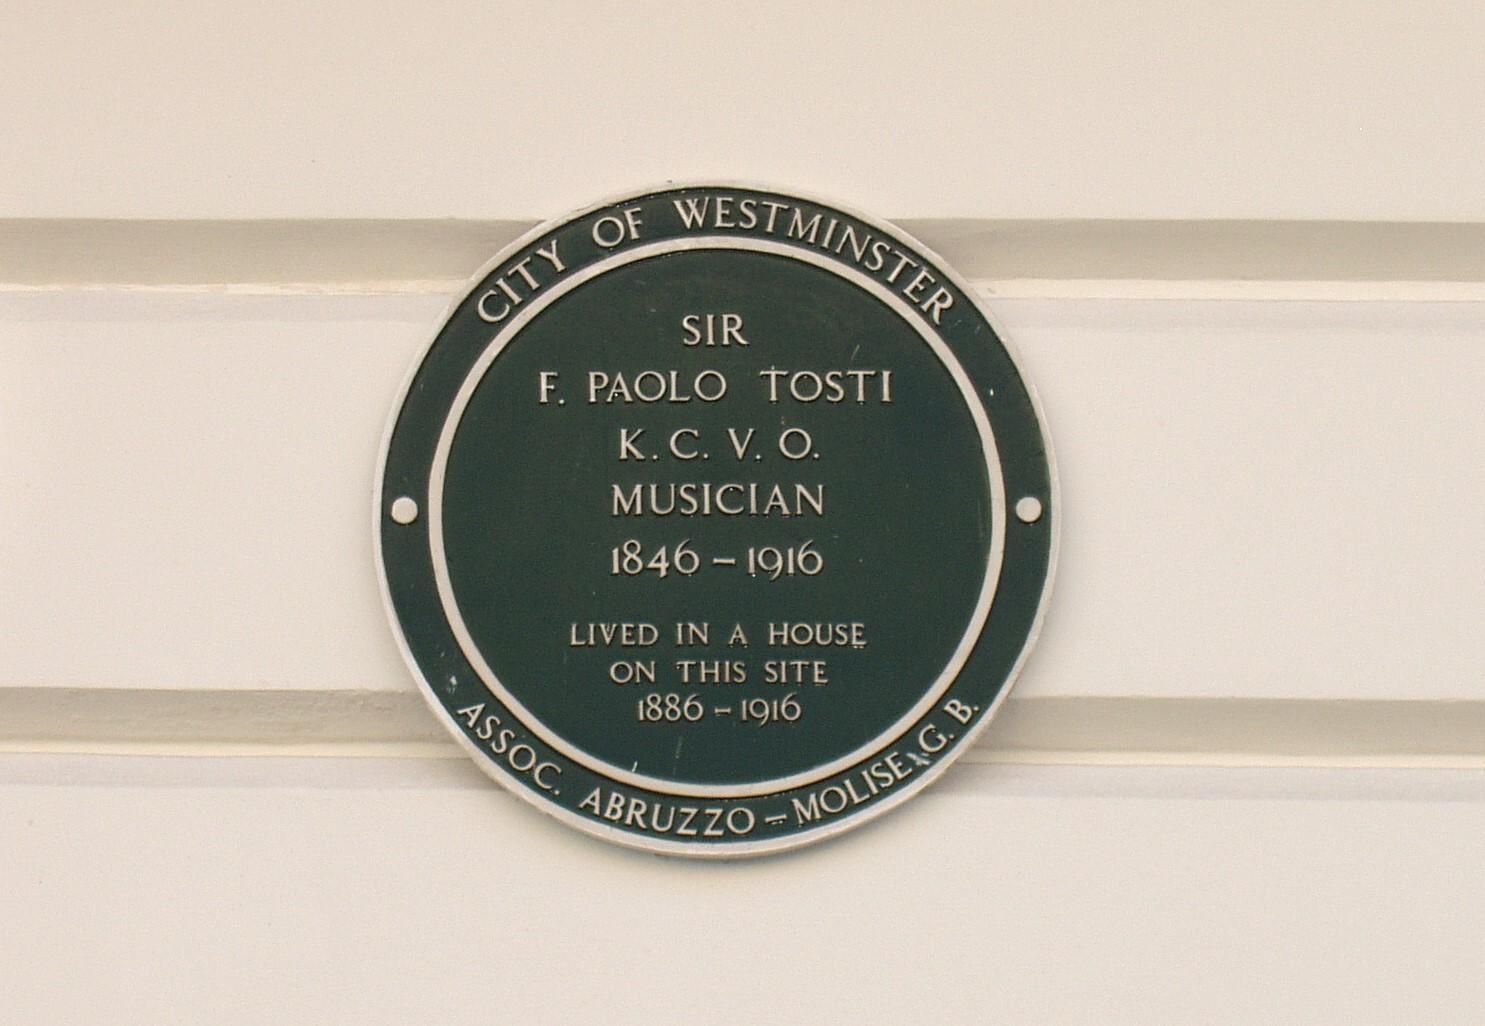 CITY OF WESTMINSTER
SIR
F. PAOLO TOSTI
K. C. V. O.
MUSICIAN
1846 – 1916
LIVED IN A HOUSE
ON THIS SITE
1886 – 1916
ASSOC. ABRUZZO – MOLISE G. B.